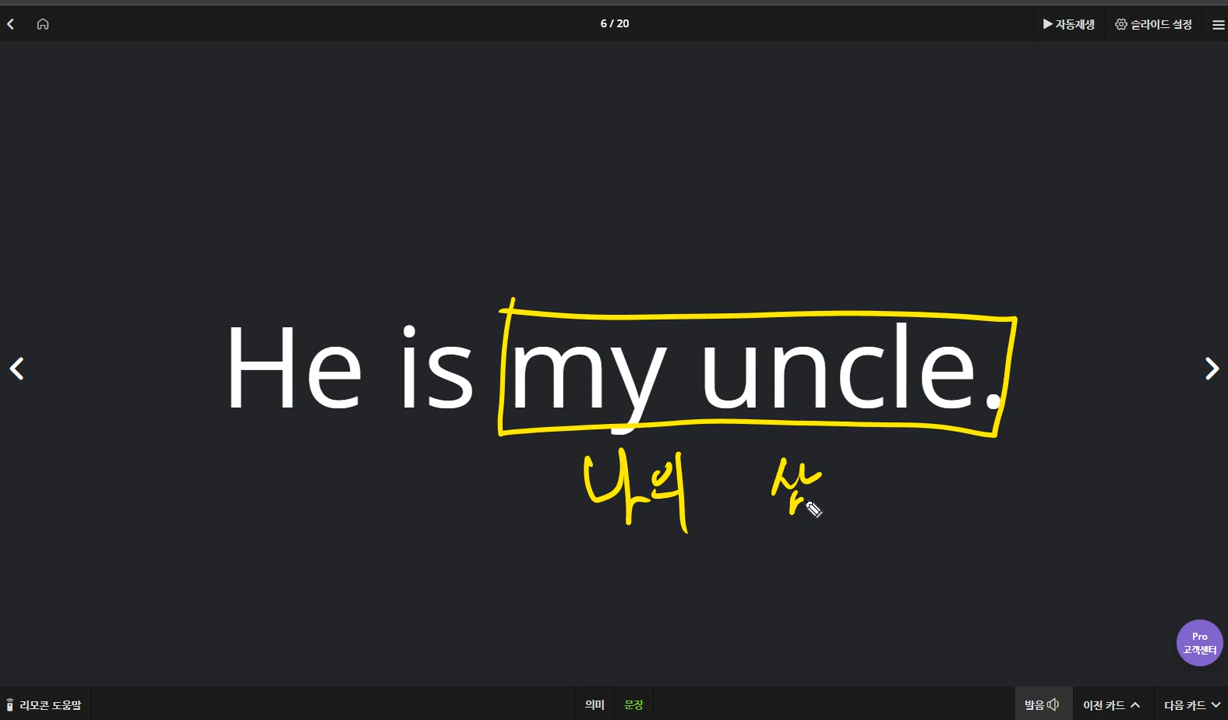 6 / 20
자동재생
슬라이드 설정
He is my uncle.
나의
Pro
고객센터
리모콘 도움말
의미
문장
발음
이전 카드
다음 카드